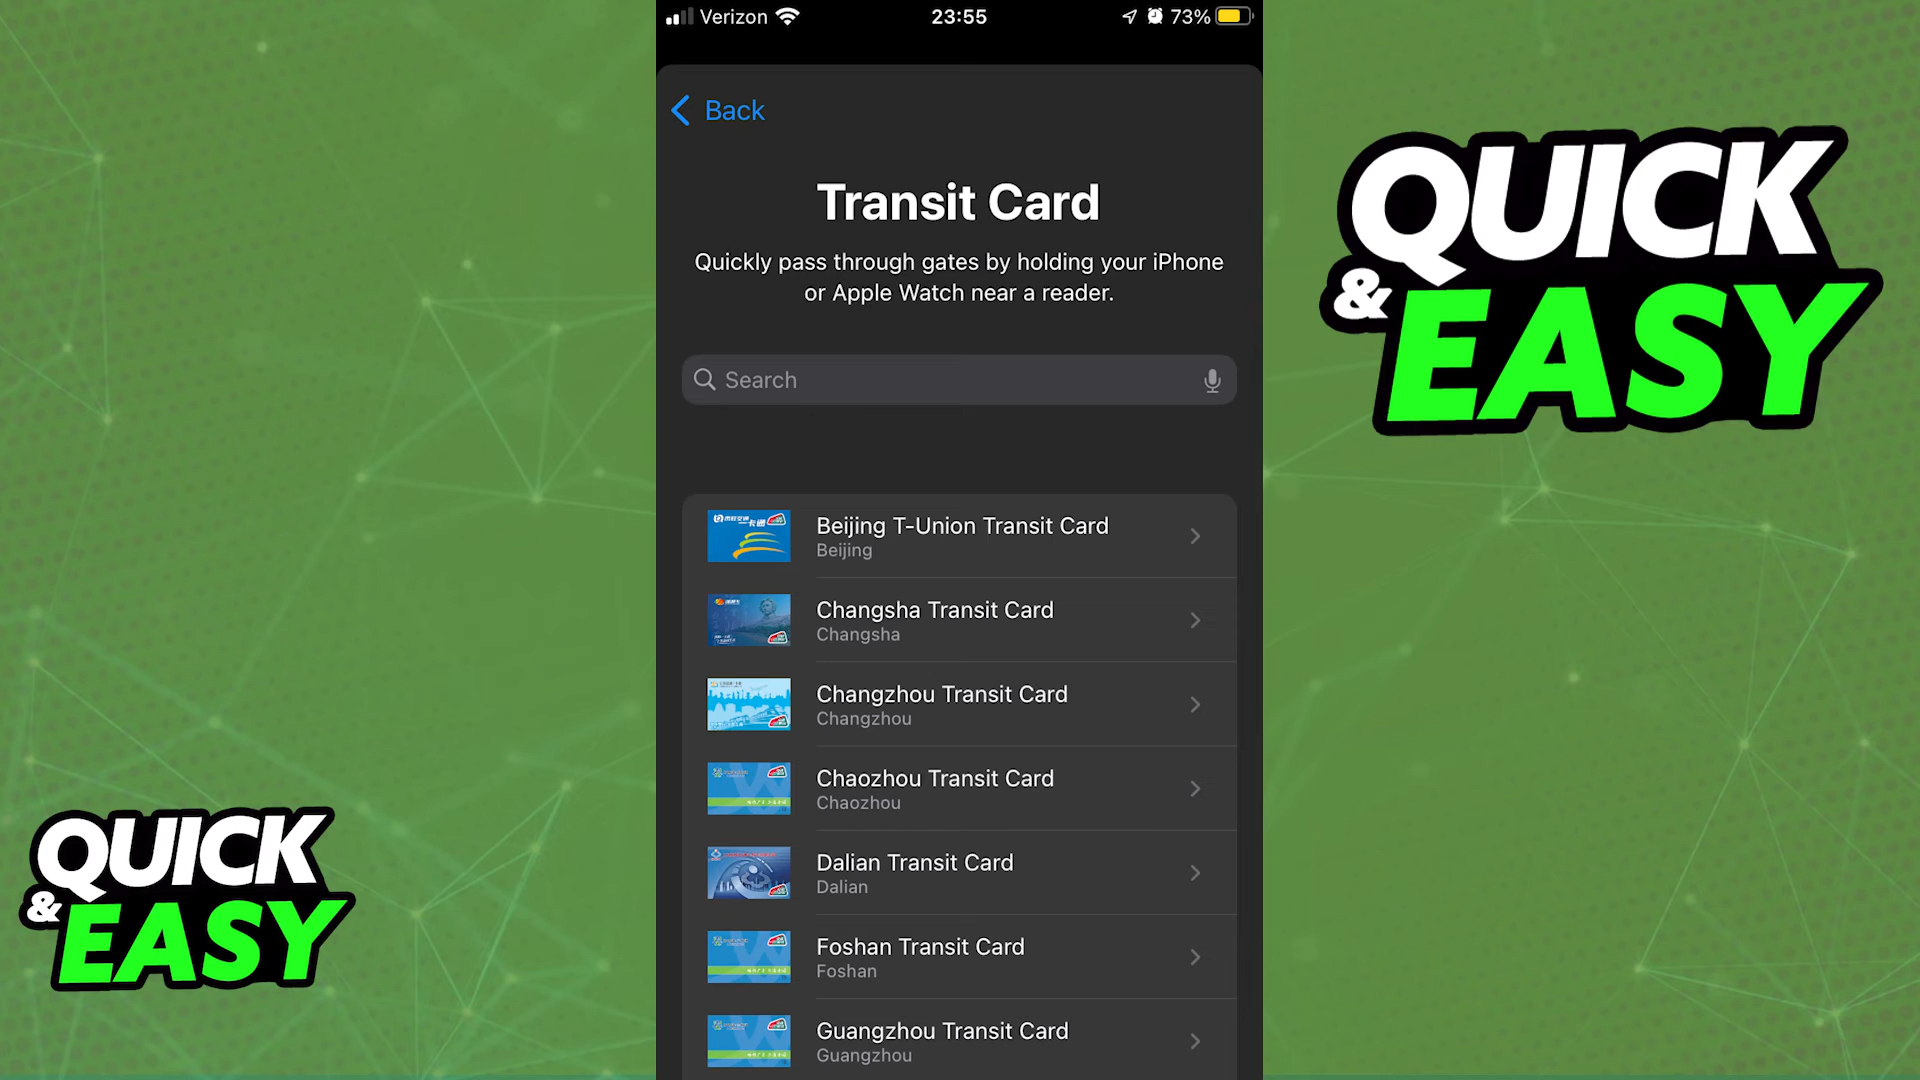 Verizon
23:55
73%
Back
Transit Card
Quickly pass through gates by holding your iPhone
or Apple Watch near a reader.
Search
Beijing T-Union Transit Card
Beijing
Changsha Transit Card
Changsha
Changzhou Transit Card
Changzhou
Chaozhou Transit Card
Chaozhou
Dalian Transit Card
Dalian
Foshan Transit Card
Foshan
Guangzhou Transit Card
Guangzhou
QUICK
& EASY
QUICK
& EASY